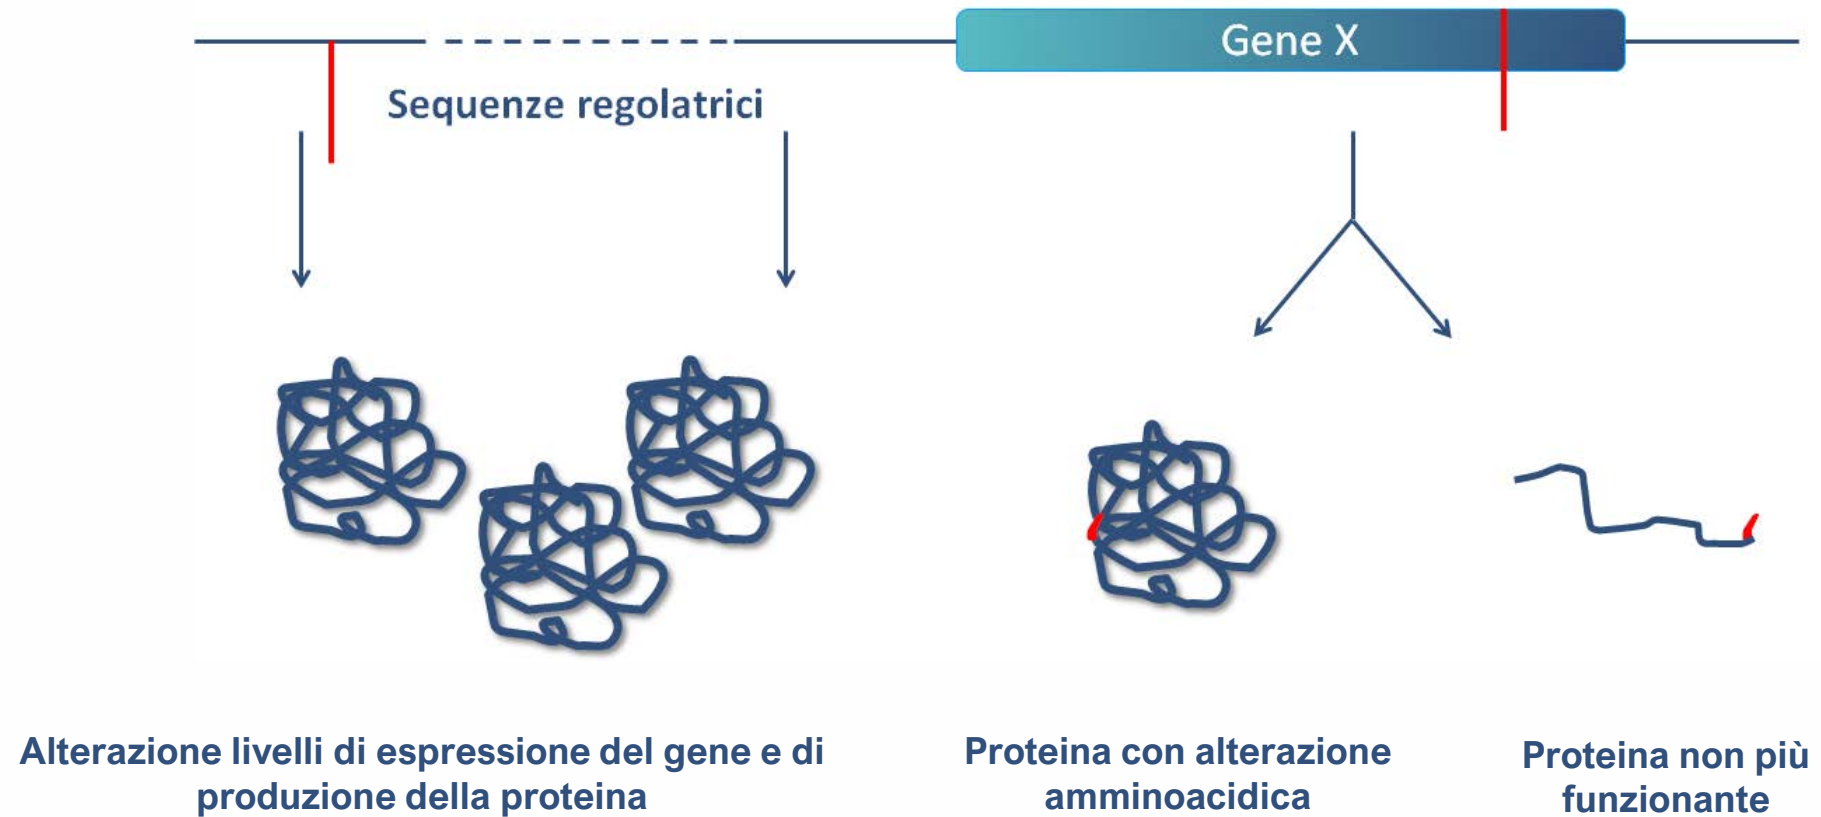 Gene X
Sequenze regolatrici
Alterazione livelli di espressione del gene e di
produzione della proteina
Proteina con alterazione
amminoacidica
Proteina non più
funzionante